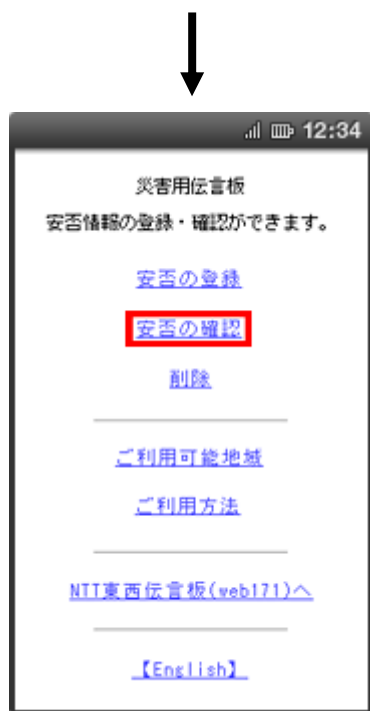 12:34
災害用伝言板
安否情報の登録・確認ができます。
安否の登録
安否の確認
削除
ご利用可能地域
ご利用方法
NTT東西伝言板(web171)へ
【English】